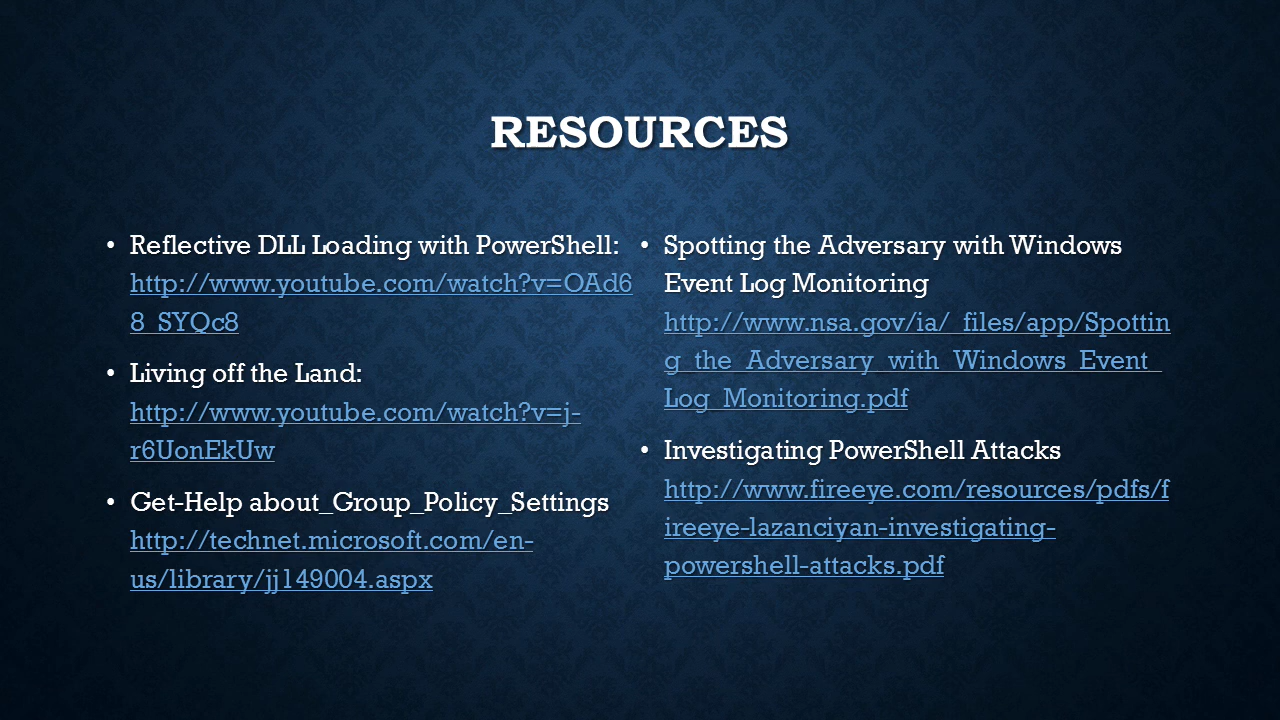 RESOURCES
• Reflective DLL Loading with PowerShell:
http://www.youtube.com/watch?v=OAd6
8_SYQc8
• Living off the Land:
http://www.youtube.com/watch?v=j-
r6UonEkUw
• Get-Help about_Group_Policy_Settings
http://technet.microsoft.com/en-
us/library/jj149004.aspx
• Spotting the Adversary with Windows
Event Log Monitoring
http://www.nsa.gov/ia/_files/app/Spottin
g_the_Adversary_with_Windows_Event_
Log_Monitoring.pdf
• Investigating PowerShell Attacks
http://www.fireeye.com/resources/pdfs/f
ireeye-lazanciyan-investigating-
powershell-attacks.pdf